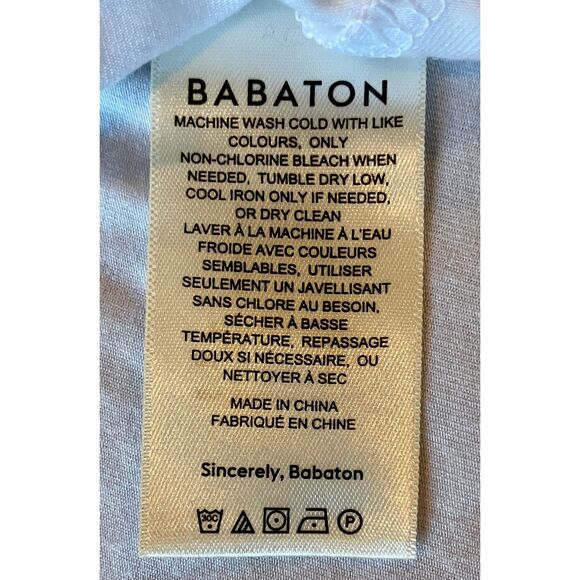 BABATON
MACHINE WASH COLD WITH LIKE
COLOURS, ONLY
NON-CHLORINE BLEACH WHEN
NEEDED, TUMBLE DRY LOW,
COOL IRON ONLY IF NEEDED,
OR DRY CLEAN
LAVER À LA MACHINE À L'EAU
FROIDE AVEC COULEURS
SEMBLABLES, UTILISER
SEULEMENT UN JAVELLISANT
SANS CHLORE AU BESOIN,
SÉCHER À BASSE
TEMPÉRATURE, REPASSAGE
DOUX SI NÉCESSAIRE, OU
NETTOYER À SEC
MADE IN CHINA
FABRIQUÉ EN CHINE
Sincerely, Babaton
30C P